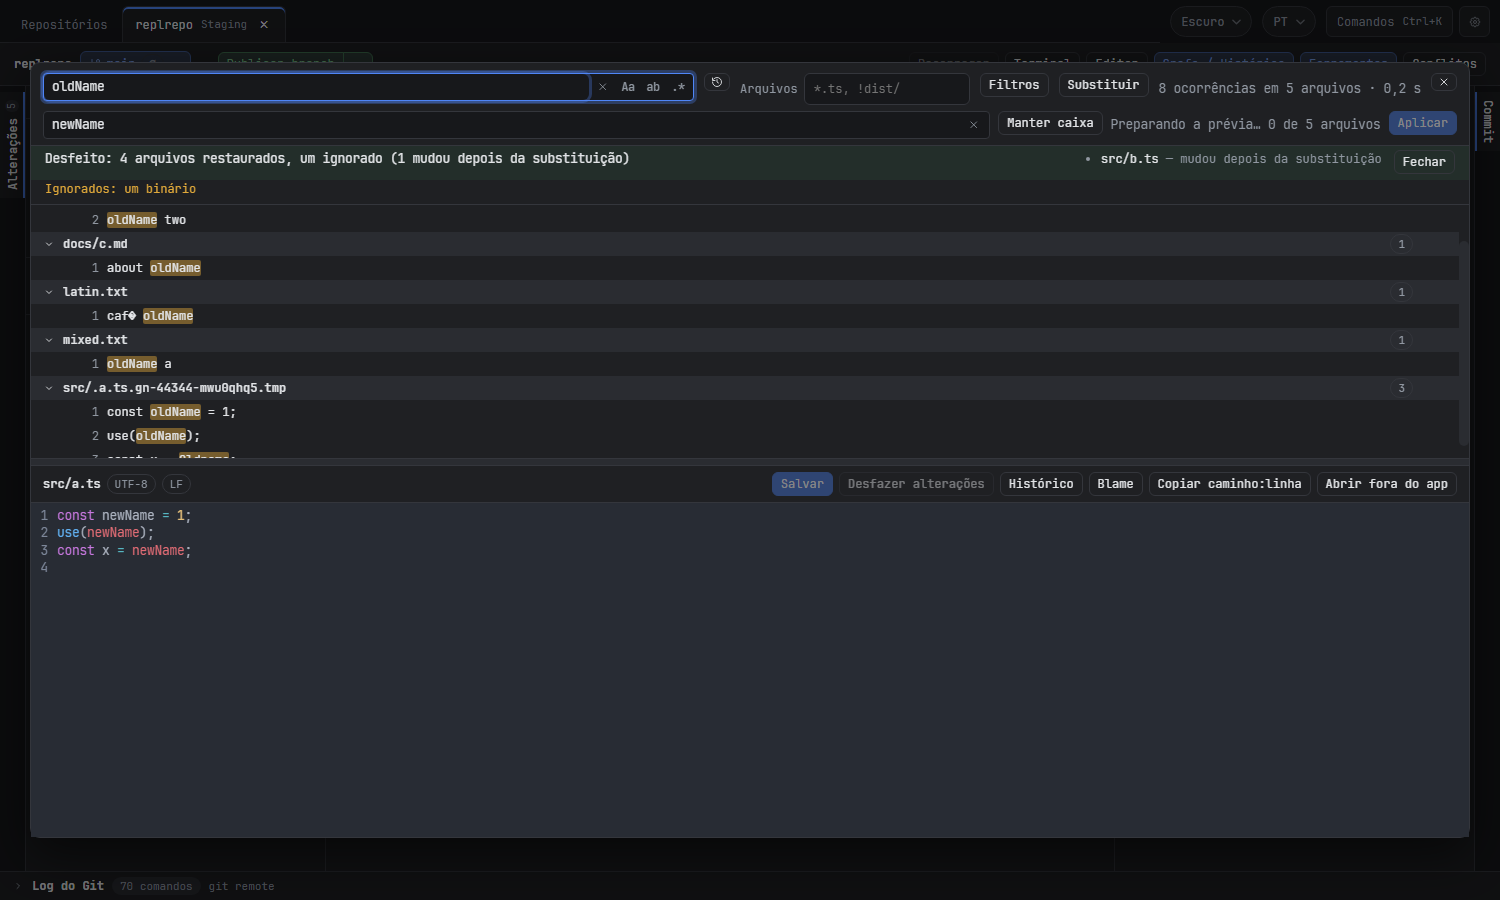 Repositórios replrepo Staging × Escuro PT Comandos Ctrl+K
oldName × Aa ab .* Arquivos *.ts, !dist/ Filtros Substituir 8 ocorrências em 5 arquivos · 0,2 s ×
newName × Manter caixa Preparando a prévia… 0 de 5 arquivos Aplicar
Desfeito: 4 arquivos restaurados, um ignorado (1 mudou depois da substituição) • src/b.ts — mudou depois da substituição Fechar
Ignorados: um binário
2 oldName two
docs/c.md 1
1 about oldName
latin.txt 1
1 caf� oldName
mixed.txt 1
1 oldName a
src/.a.ts.gn-44344-mwu0qhq5.tmp 3
1 const oldName = 1;
2 use(oldName);
src/a.ts UTF-8 LF Salvar Desfazer alterações Histórico Blame Copiar caminho:linha Abrir fora do app
1 const newName = 1;
2 use(newName);
3 const x = newName;
4
Alterações 5
Commit
Log do Git 70 comandos git remote